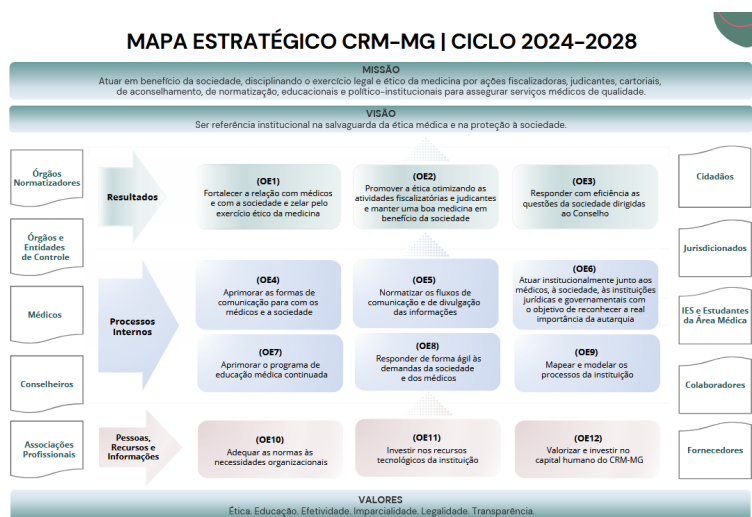 MAPA ESTRATÉGICO CRM-MG | CICLO 2024-2028
MISSÃO
Atuar em benefício da sociedade, disciplinando o exercício legal e ético da medicina por ações fiscalizadoras, judicantes, cartoriais,
de aconselhamento, de normatização, educacionais e político-institucionais para assegurar serviços médicos de qualidade.
VISÃO
Ser referência institucional na salvaguarda da ética médica e na proteção à sociedade.
Órgãos
Normatizadores
Órgãos e
Entidades
de Controle
Médicos
Conselheiros
Associações
Profissionais
Resultados
(OE1)
Fortalecer a relação com médicos
e com a sociedade e zelar pelo
exercício ético da medicina
(OE2)
Promover a ética otimizando as
atividades fiscalizatórias e judicantes
e manter uma boa medicina em
benefício da sociedade
(OE3)
Responder com eficiência as
questões da sociedade dirigidas
ao Conselho
Processos
Internos
(OE4)
Aprimorar as formas de
comunicação para com os
médicos e a sociedade
(OE5)
Normatizar os fluxos de
comunicação e de divulgação
das informações
(OE6)
Atuar institucionalmente junto aos
médicos, à sociedade, às instituições
jurídicas e governamentais com
o objetivo de reconhecer a real
importância da autarquia
(OE7)
Aprimorar o programa de
educação médica continuada
(OE8)
Responder de forma ágil às
demandas da sociedade
e dos médicos
(OE9)
Mapear e modelar os
processos da instituição
Pessoas,
Recursos e
Informações
(OE10)
Adequar as normas às
necessidades organizacionais
(OE11)
Investir nos recursos
tecnológicos da instituição
(OE12)
Valorizar e investir no
capital humano do CRM-MG
Cidadãos
Jurisdicionados
IES e Estudantes
da Área Médica
Colaboradores
Fornecedores
VALORES
Ética. Educação. Efetividade. Imparcialidade. Legalidade. Transparência.